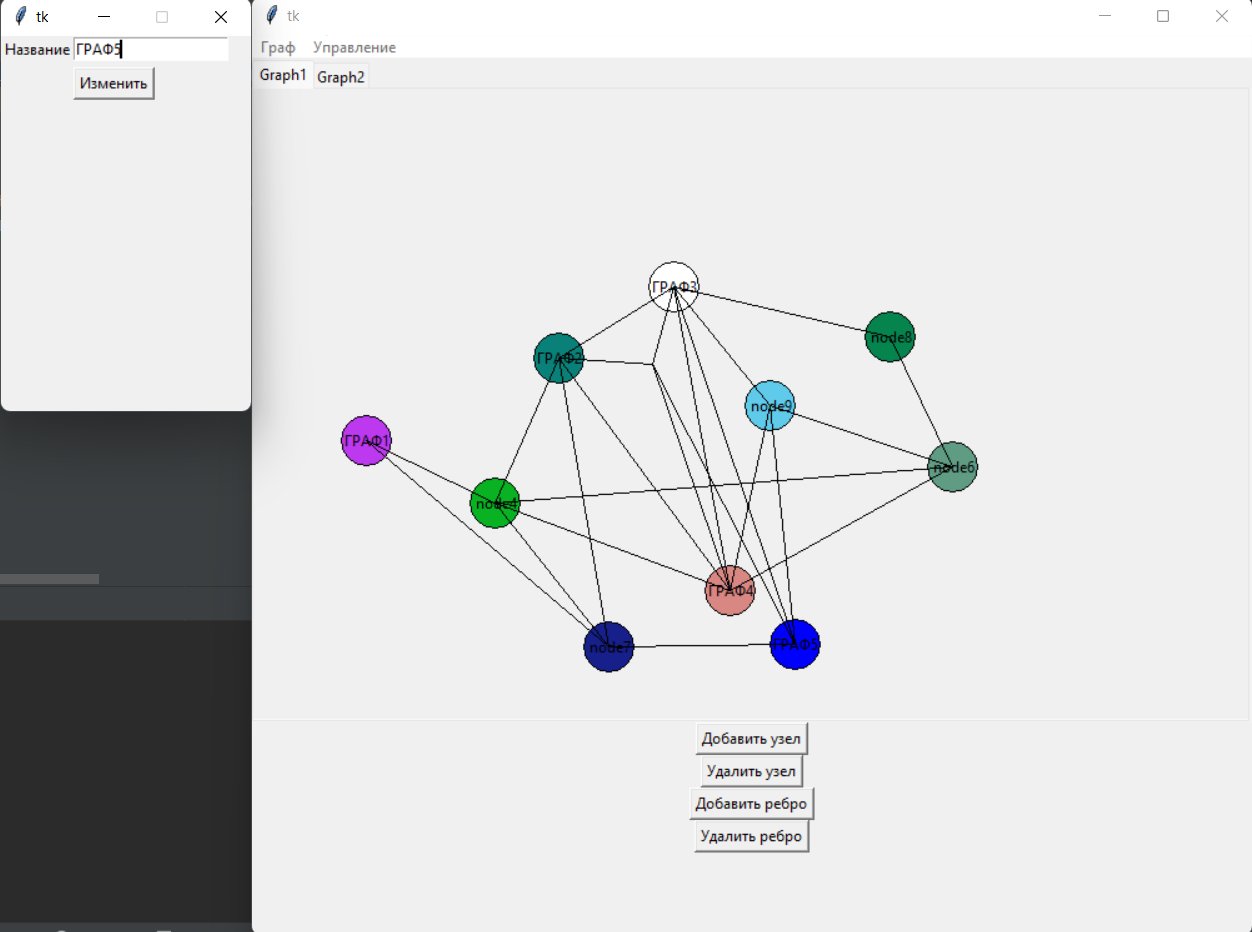 tk
Название ГРАФ5
Изменить
tk
Граф Управление
Graph1 Graph2
ГРАФ3
node8
ГРАФ2
node9
ГРАФ1
node6
node4
ГРАФ4
node7
ГРАФ5
Добавить узел
Удалить узел
Добавить ребро
Удалить ребро